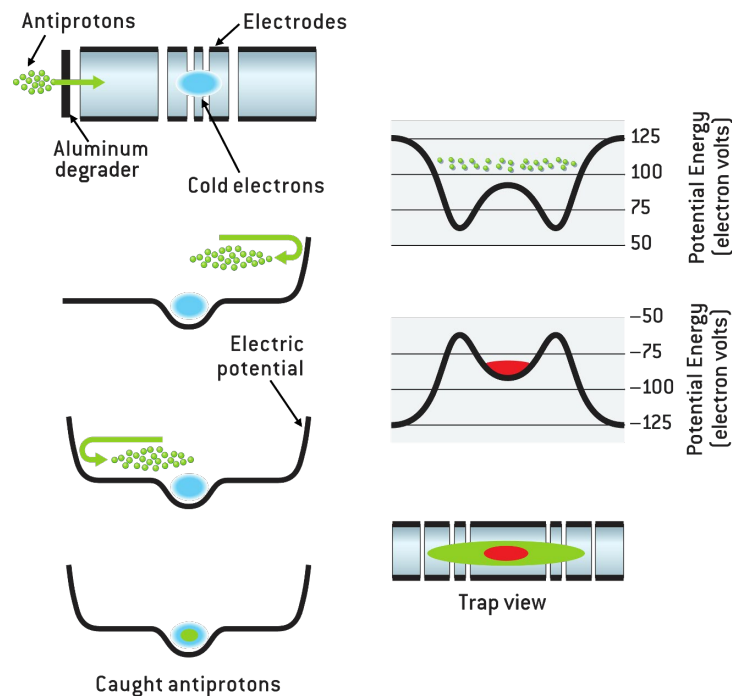 Antiprotons
Electrodes
Aluminum
degrader
Cold electrons
Electric
potential
Caught antiprotons
125
100
75
50
Potential Energy
(electron volts)
−50
−75
−100
−125
Potential Energy
(electron volts)
Trap view